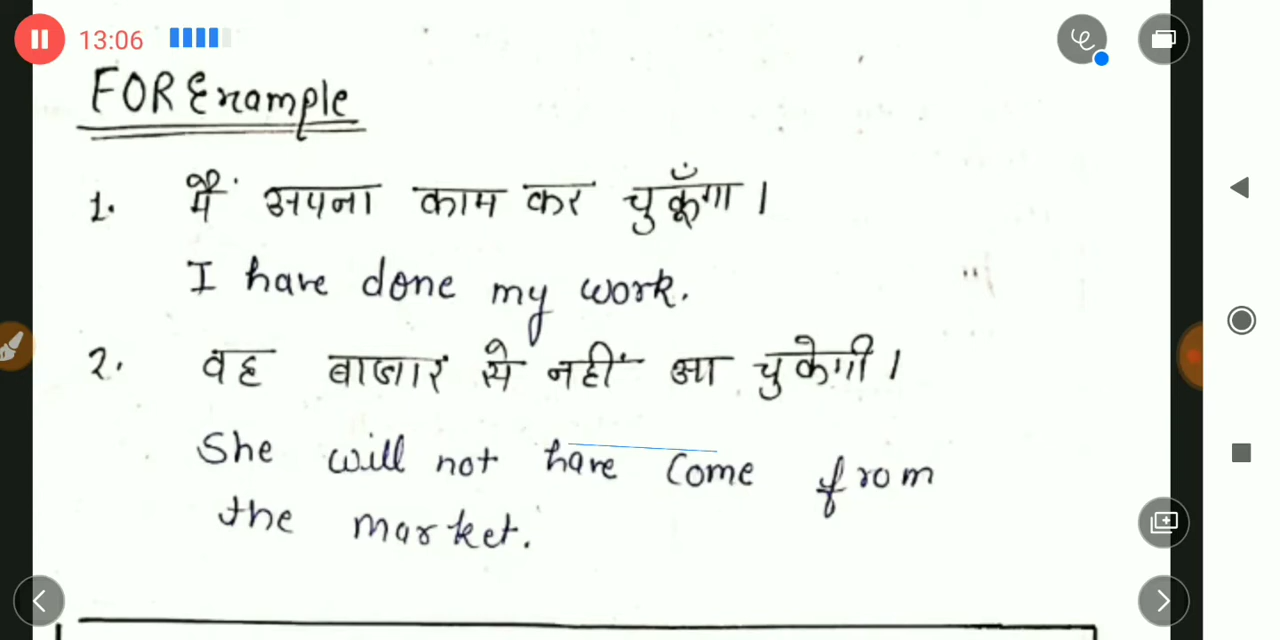 13:06
FOR Example
1. मैं अपना काम कर चुकूँगा ।
I have done my work.
2. वह बाजार से नहीं आ चुकेगी ।
She will not have come from
the market.